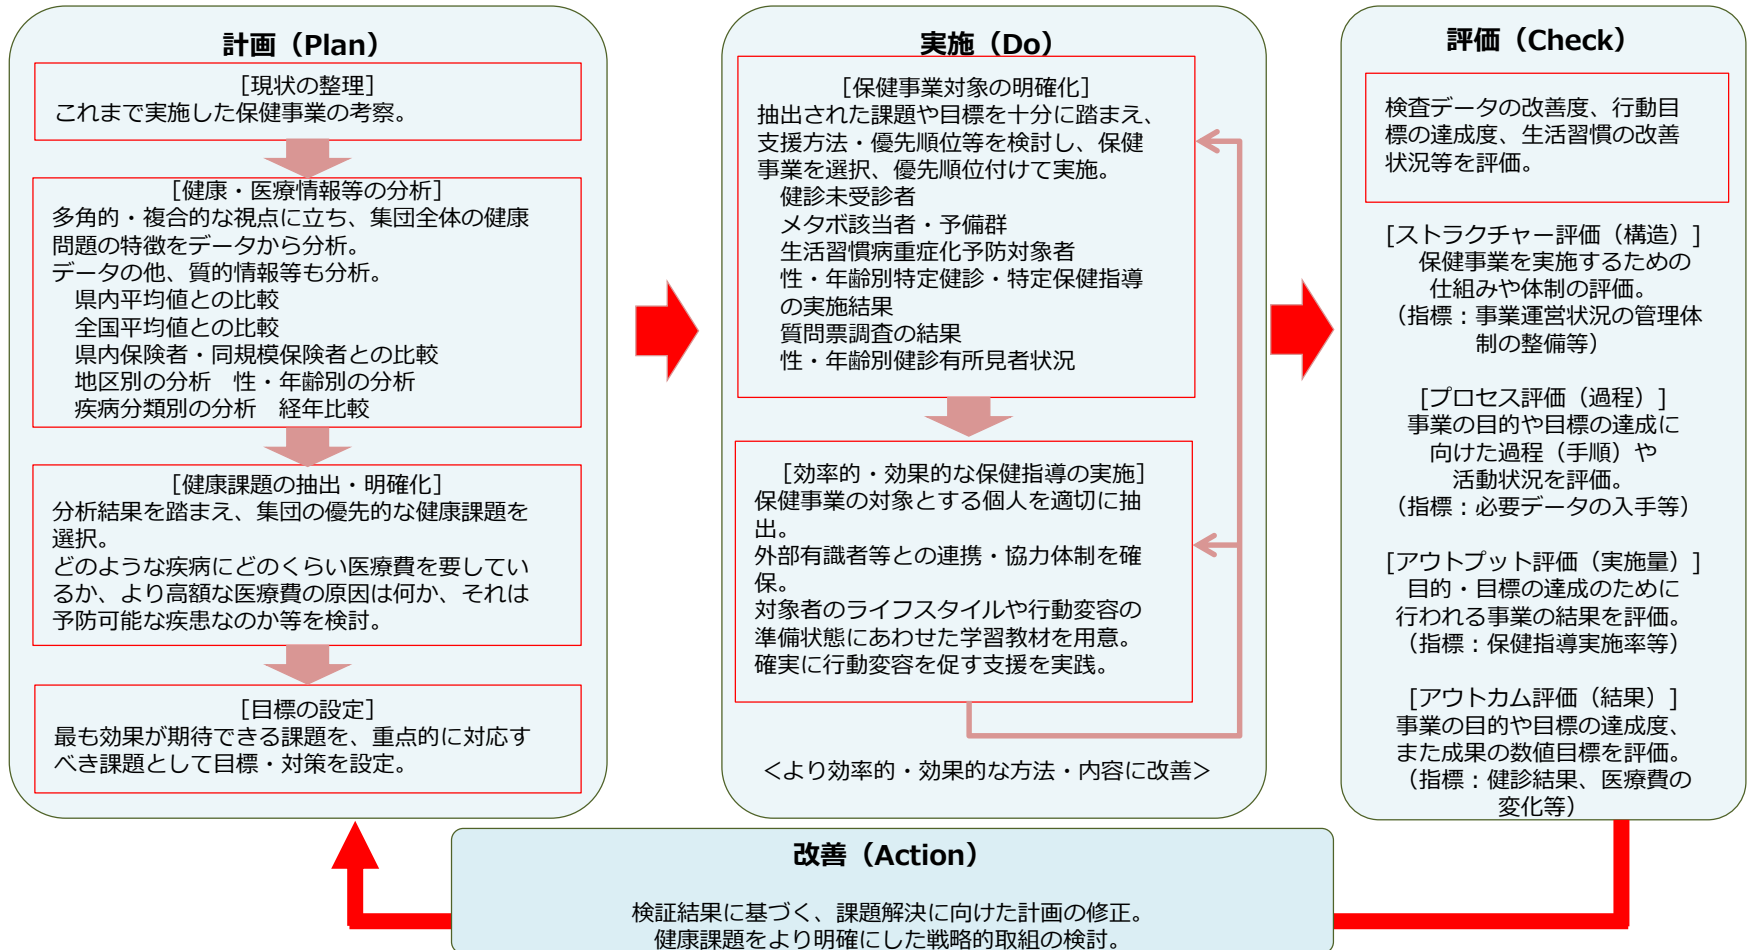 計画（Plan）
[現状の整理]
これまで実施した保健事業の考察。
[健康・医療情報等の分析]
多角的・複合的な視点に立ち、集団全体の健康
問題の特徴をデータから分析。
データの他、質的情報等も分析。
県内平均値との比較
全国平均値との比較
県内保険者・同規模保険者との比較
地区別の分析　性・年齢別の分析
疾病分類別の分析　経年比較
[健康課題の抽出・明確化]
分析結果を踏まえ、集団の優先的な健康課題を
選択。
どのような疾病にどのくらい医療費を要してい
るか、より高額な医療費の原因は何か、それは
予防可能な疾患なのか等を検討。
[目標の設定]
最も効果が期待できる課題を、重点的に対応す
べき課題として目標・対策を設定。
実施（Do）
[保健事業対象の明確化]
抽出された課題や目標を十分に踏まえ、
支援方法・優先順位等を検討し、保健
事業を選択、優先順位付けて実施。
健診未受診者
メタボ該当者・予備群
生活習慣病重症化予防対象者
性・年齢別特定健診・特定保健指導
の実施結果
質問票調査の結果
性・年齢別健診有所見者状況
[効率的・効果的な保健指導の実施]
保健事業の対象とする個人を適切に抽
出。
外部有識者等との連携・協力体制を確
保。
対象者のライフスタイルや行動変容の
準備状態にあわせた学習教材を用意。
確実に行動変容を促す支援を実践。
＜より効率的・効果的な方法・内容に改善＞
評価（Check）
検査データの改善度、行動目
標の達成度、生活習慣の改善
状況等を評価。
[ストラクチャー評価（構造）]
保健事業を実施するための
仕組みや体制の評価。
（指標：事業運営状況の管理体
制の整備等）
[プロセス評価（過程）]
事業の目的や目標の達成に
向けた過程（手順）や
活動状況を評価。
（指標：必要データの入手等）
[アウトプット評価（実施量）]
目的・目標の達成のために
行われる事業の結果を評価。
（指標：保健指導実施率等）
[アウトカム評価（結果）]
事業の目的や目標の達成度、
また成果の数値目標を評価。
（指標：健診結果、医療費の
変化等）
改善（Action）
検証結果に基づく、課題解決に向けた計画の修正。
健康課題をより明確にした戦略的取組の検討。